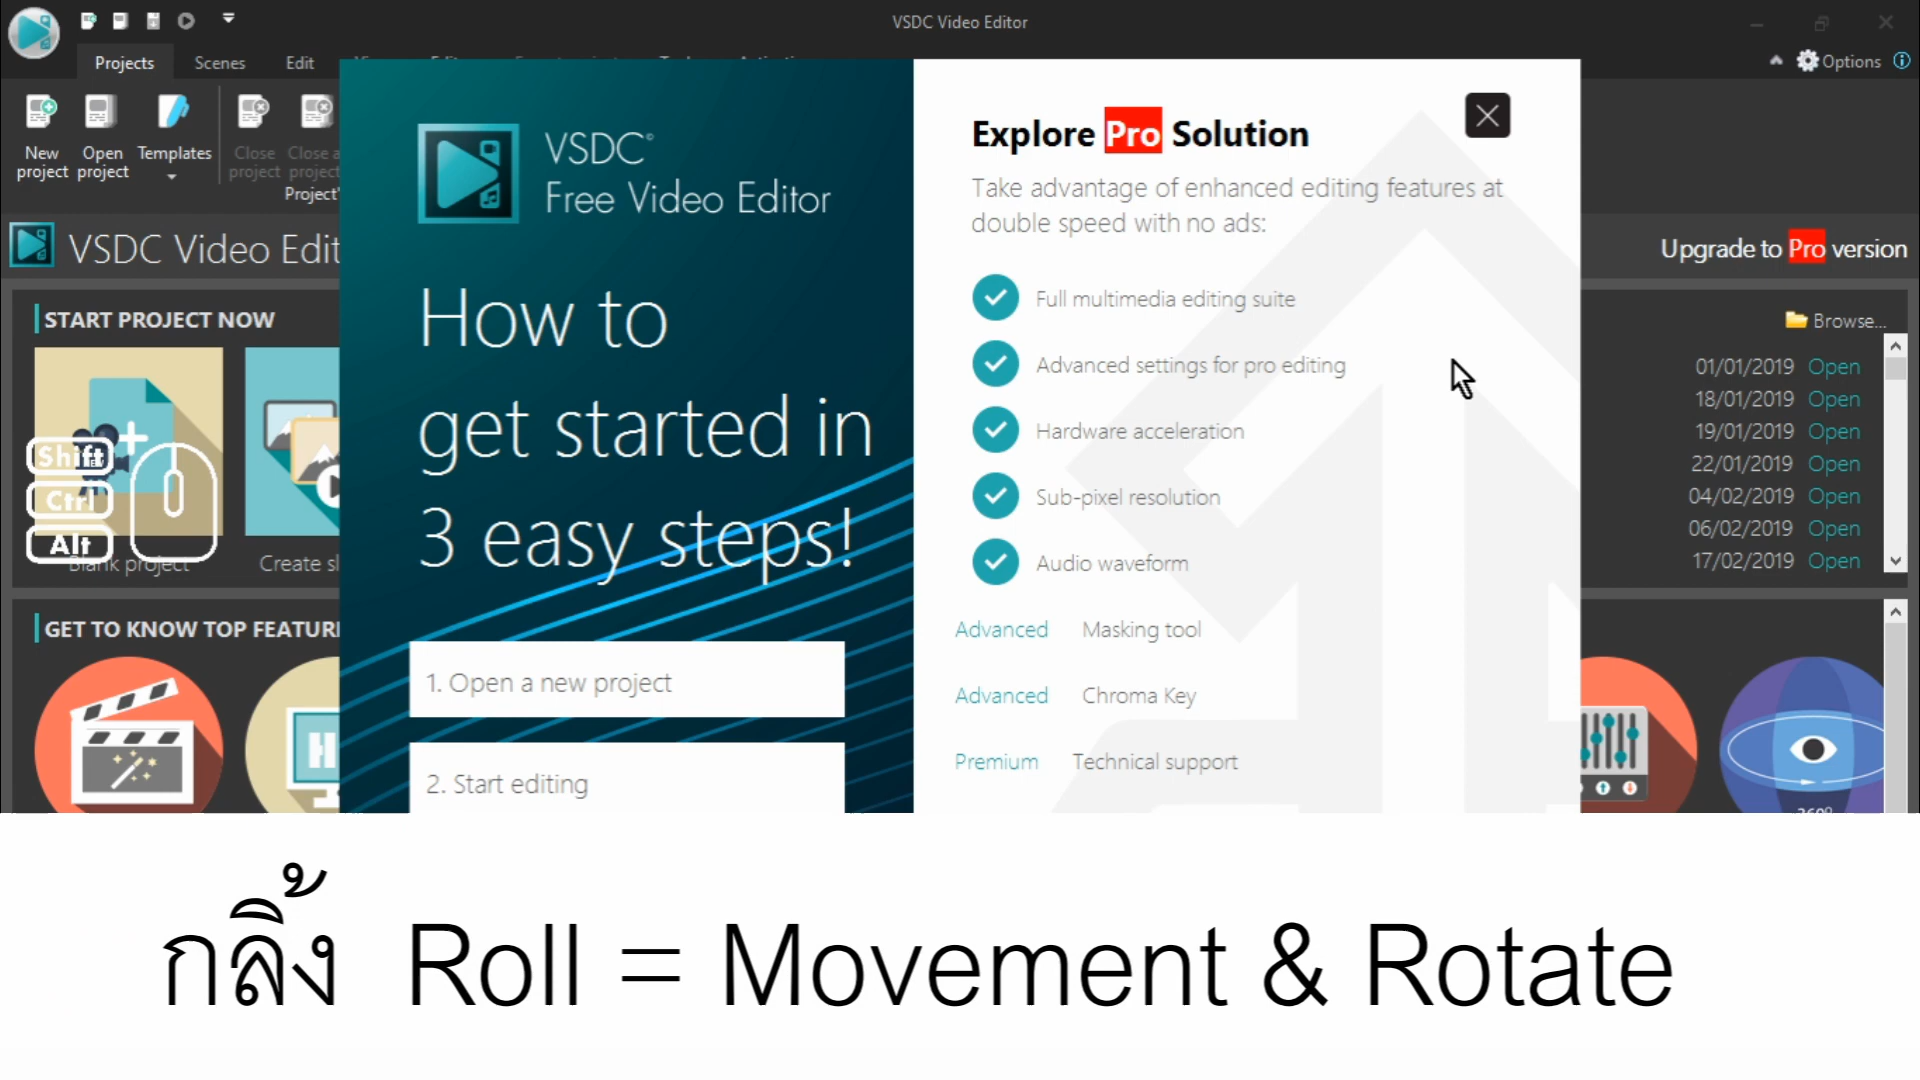 VSDC Video Editor
Projects
Scenes
Edit
Options
New project
Open project
Templates
Close project
VSDC Video Edit
Upgrade to Pro version
START PROJECT NOW
Browse...
01/01/2019 Open
18/01/2019 Open
19/01/2019 Open
22/01/2019 Open
04/02/2019 Open
06/02/2019 Open
17/02/2019 Open
Shift
Ctrl
Alt
Blank project
GET TO KNOW TOP
VSDC©
Free Video Editor
How to
get started in
3 easy steps!
1. Open a new project
2. Start editing
Explore Pro Solution
Take advantage of enhanced editing features at
double speed with no ads:
Full multimedia editing suite
Advanced settings for pro editing
Hardware acceleration
Sub-pixel resolution
Audio waveform
Advanced Masking tool
Advanced Chroma Key
Premium Technical support
กลิ้ง Roll = Movement & Rotate